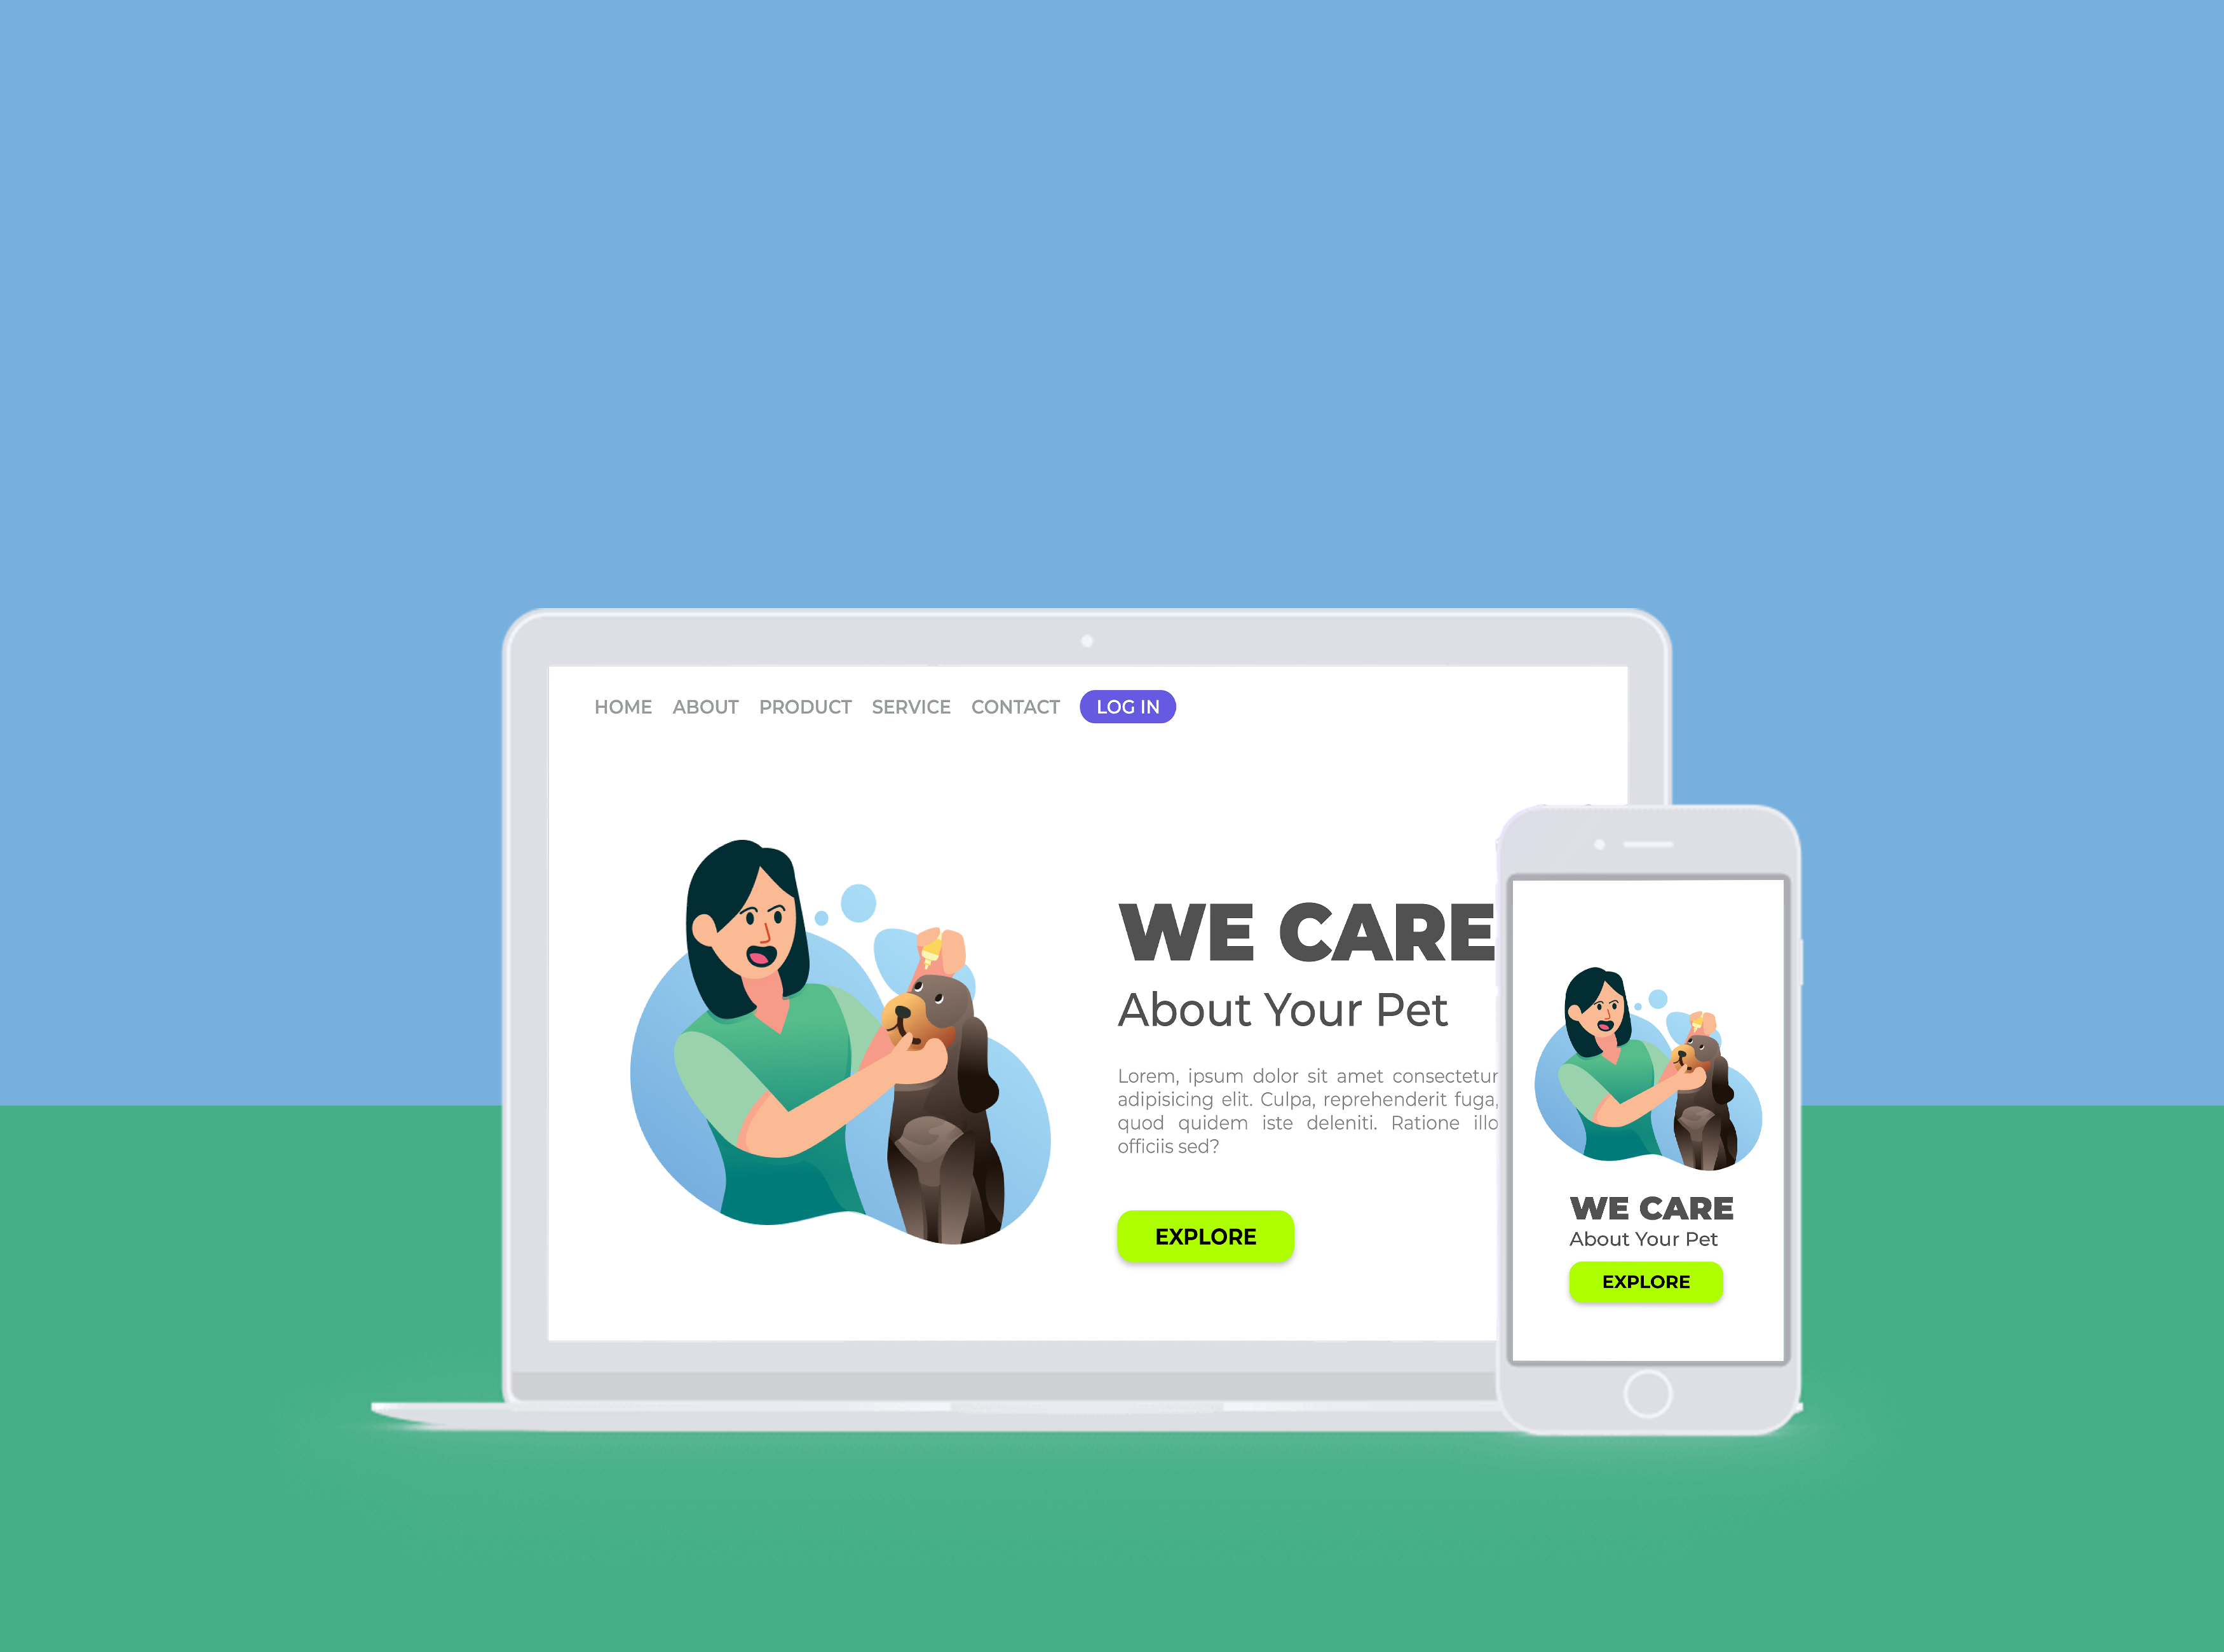 HOME ABOUT PRODUCT SERVICE CONTACT LOG IN
WE CARE
About Your Pet
Lorem, ipsum dolor sit amet consectetur
adipisicing elit. Culpa, reprehenderit fuga,
quod quidem iste deleniti. Ratione illo
officiis sed?
EXPLORE
WE CARE
About Your Pet
EXPLORE